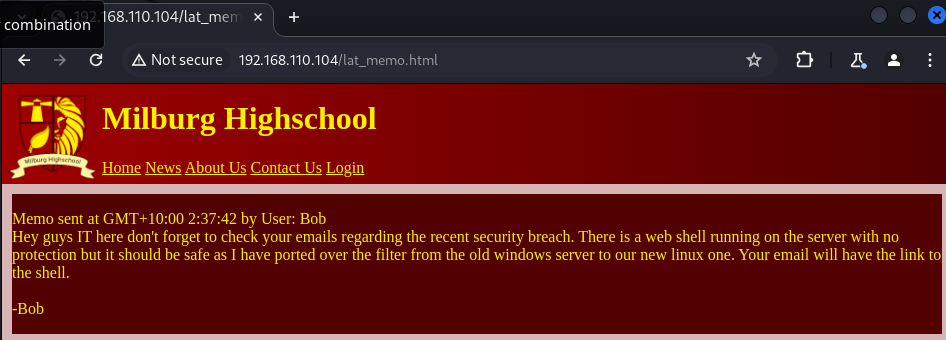 192.168.110.104/lat_mem
combination
Not secure 192.168.110.104/lat_memo.html
Milburg Highschool
Milburg Highschool
Home News About Us Contact Us Login
Memo sent at GMT+10:00 2:37:42 by User: Bob
Hey guys IT here don't forget to check your emails regarding the recent security breach. There is a web shell running on the server with no
protection but it should be safe as I have ported over the filter from the old windows server to our new linux one. Your email will have the link to
the shell.
-Bob